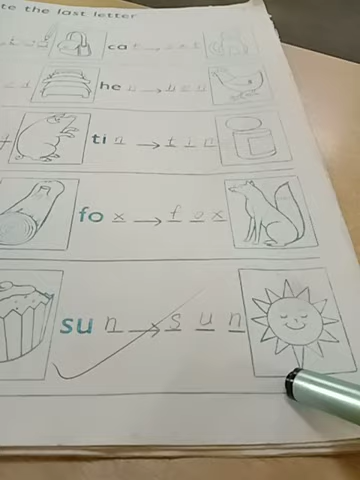 te the last letter
ca t → c a t
he n → h e n
ti n → t i n
fo x → f o x
su n → s u n